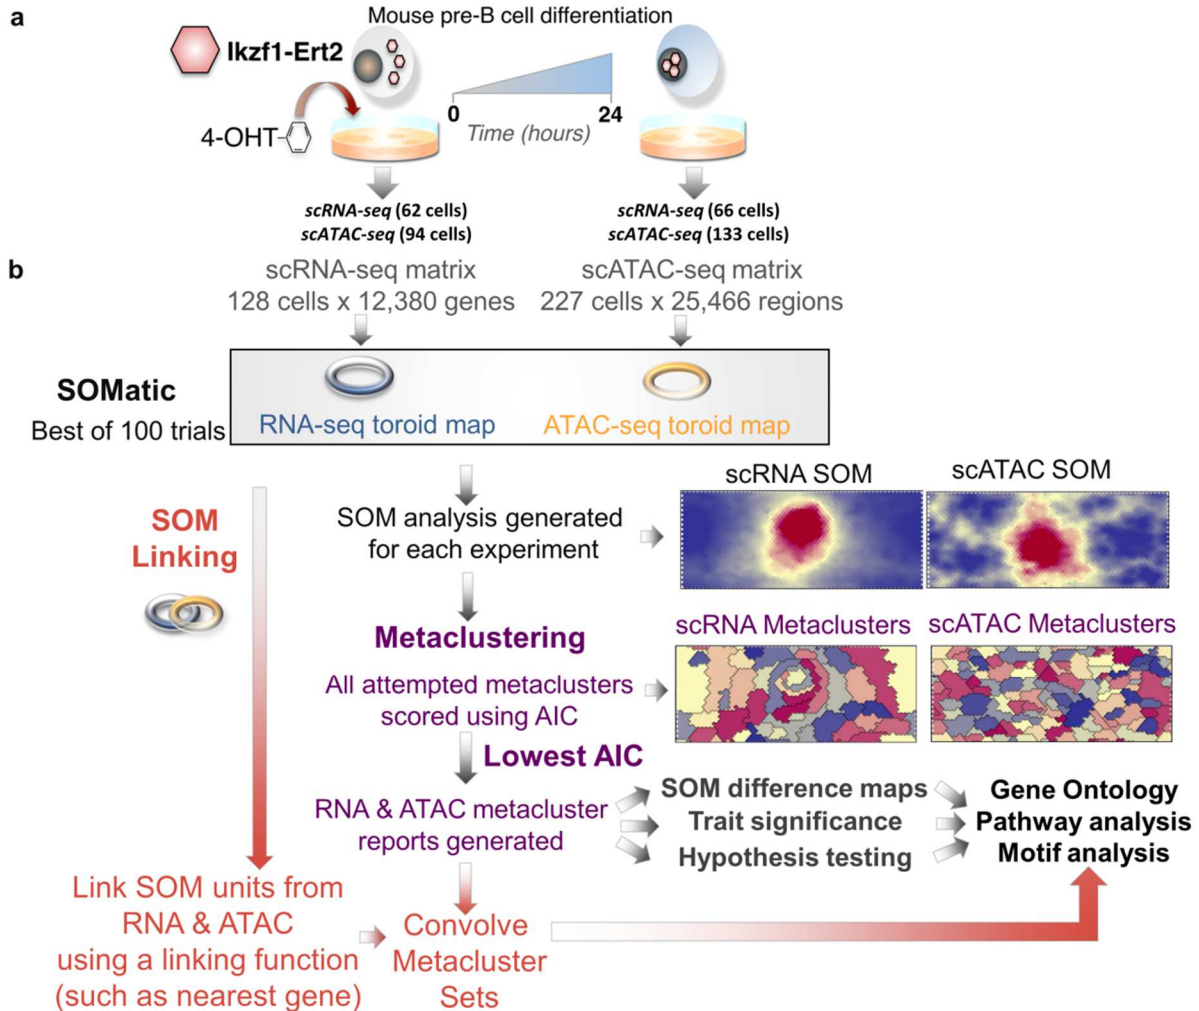 a
Mouse pre-B cell differentiation
Ikzf1-Ert2
4-OHT
0
24
Time (hours)
scRNA-seq (62 cells)
scATAC-seq (94 cells)
scRNA-seq (66 cells)
scATAC-seq (133 cells)
b
scRNA-seq matrix
128 cells x 12,380 genes
scATAC-seq matrix
227 cells x 25,466 regions
SOMatic
Best of 100 trials
RNA-seq toroid map
ATAC-seq toroid map
SOM
Linking
SOM analysis generated
for each experiment
scRNA SOM
scATAC SOM
Metaclustering
All attempted metaclusters
scored using AIC
scRNA Metaclusters
scATAC Metaclusters
Lowest AIC
RNA & ATAC metacluster
reports generated
SOM difference maps
Trait significance
Hypothesis testing
Gene Ontology
Pathway analysis
Motif analysis
Link SOM units from
RNA & ATAC
using a linking function
(such as nearest gene)
Convolve
Metacluster
Sets